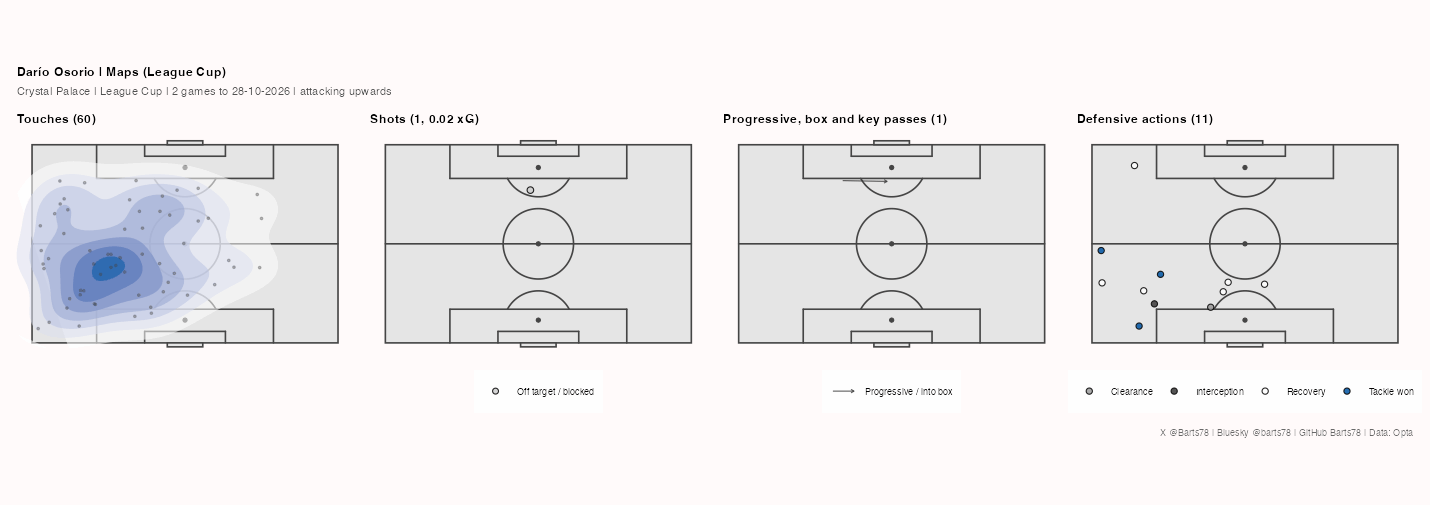 Darío Osorio | Maps (League Cup)
Crystal Palace | League Cup | 2 games to 28-10-2026 | attacking upwards
Touches (60)
Shots (1, 0.02 xG)
Progressive, box and key passes (1)
Defensive actions (11)
Off target / blocked
Progressive / into box
Clearance
Interception
Recovery
Tackle won
X @Barts78 | Bluesky @barts78 | GitHub Barts78 | Data: Opta